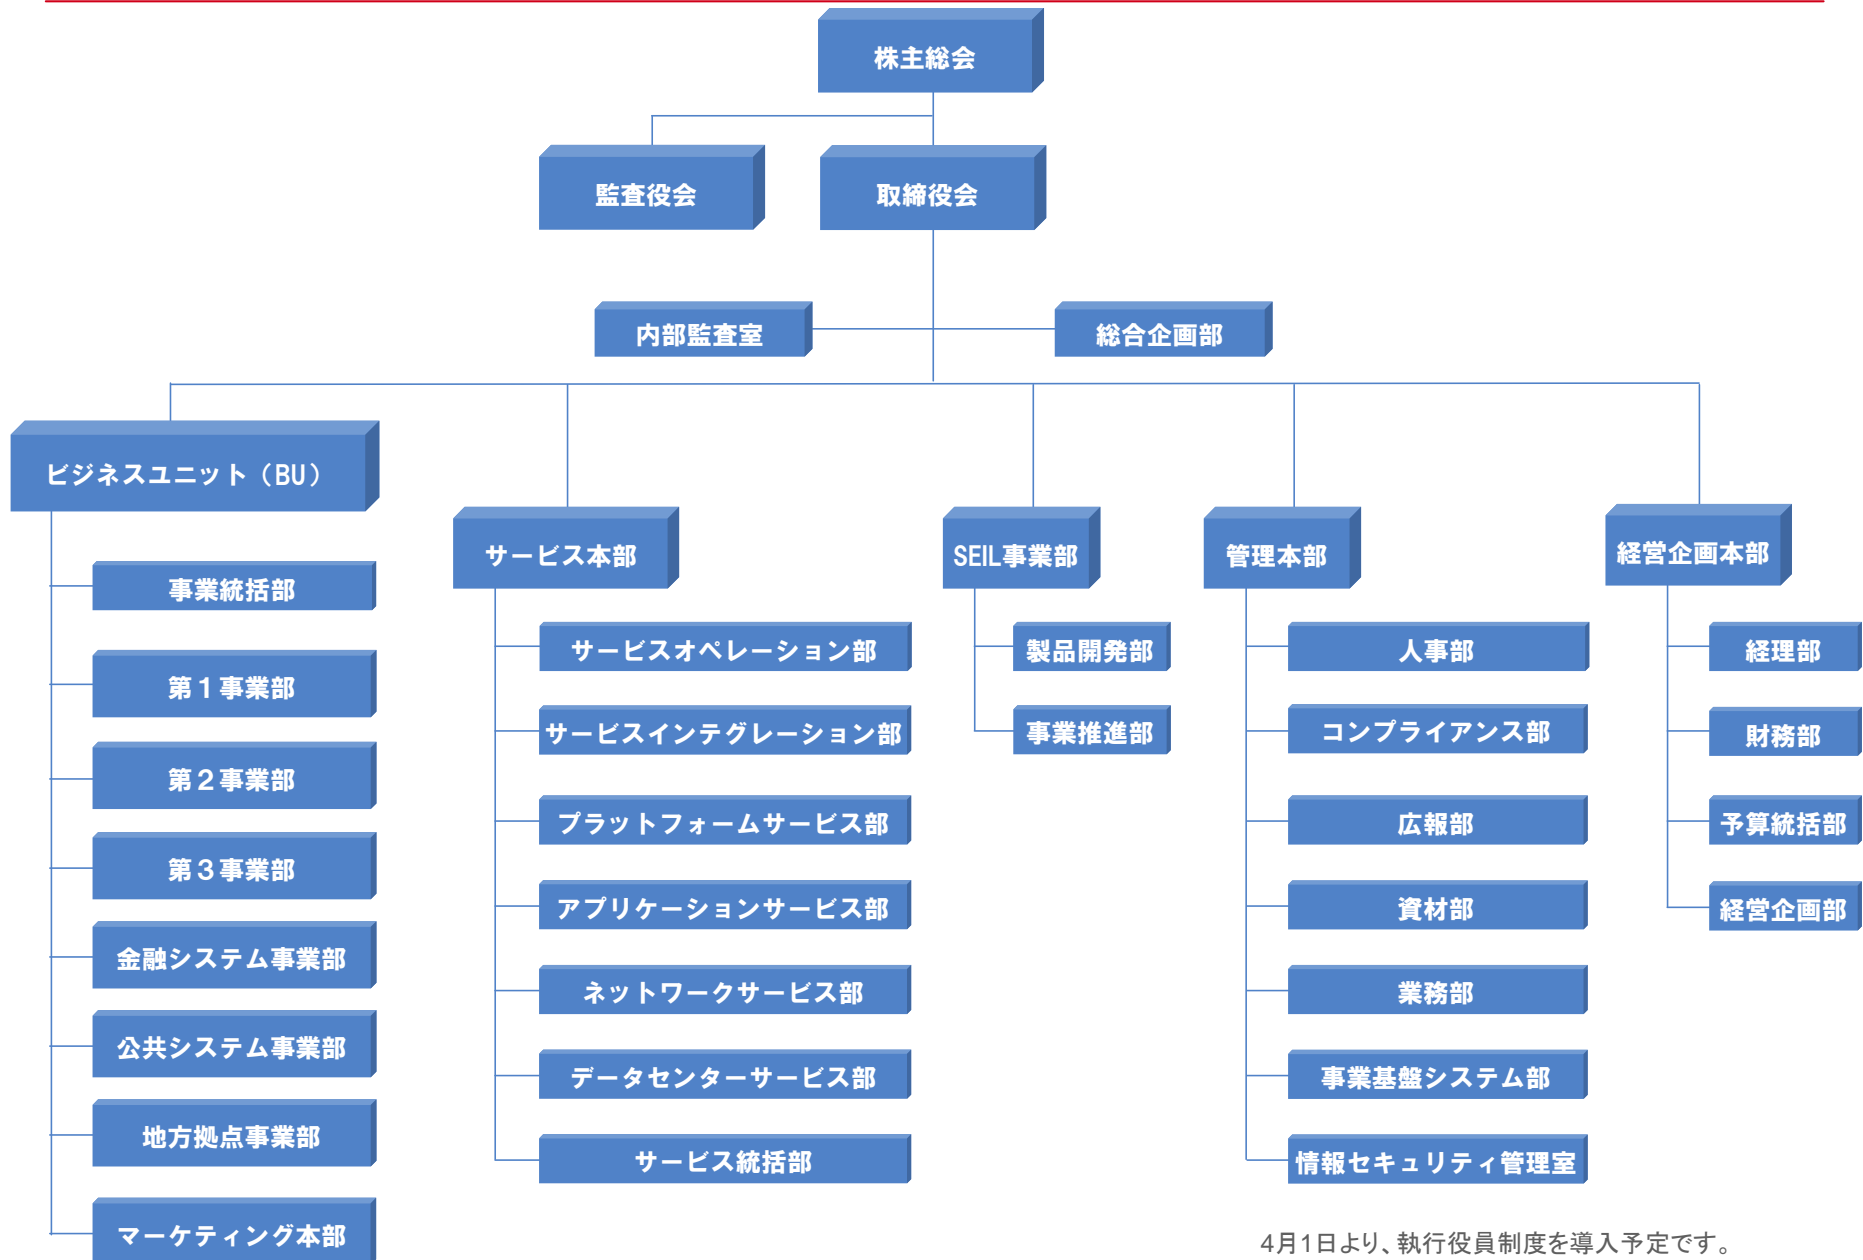 株主総会
監査役会
取締役会
内部監査室
総合企画部
ビジネスユニット（BU）
事業統括部
第１事業部
第２事業部
第３事業部
金融システム事業部
公共システム事業部
地方拠点事業部
マーケティング本部
サービス本部
サービスオペレーション部
サービスインテグレーション部
プラットフォームサービス部
アプリケーションサービス部
ネットワークサービス部
データセンターサービス部
サービス統括部
SEIL事業部
製品開発部
事業推進部
管理本部
人事部
コンプライアンス部
広報部
資材部
業務部
事業基盤システム部
情報セキュリティ管理室
経営企画本部
経理部
財務部
予算統括部
経営企画部
4月1日より、執行役員制度を導入予定です。